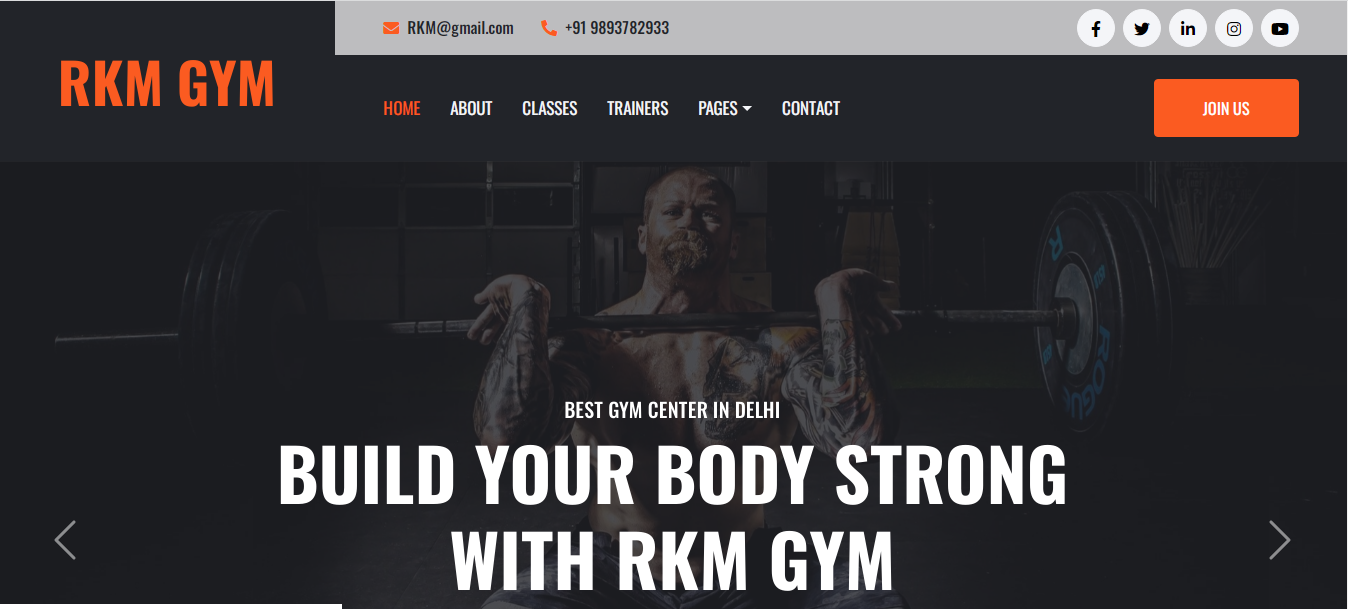 RKM GYM
RKM@gmail.com +91 9893782933
HOME ABOUT CLASSES TRAINERS PAGES CONTACT
JOIN US
R
ROGUE
BEST GYM CENTER IN DELHI
BUILD YOUR BODY STRONG
WITH RKM GYM